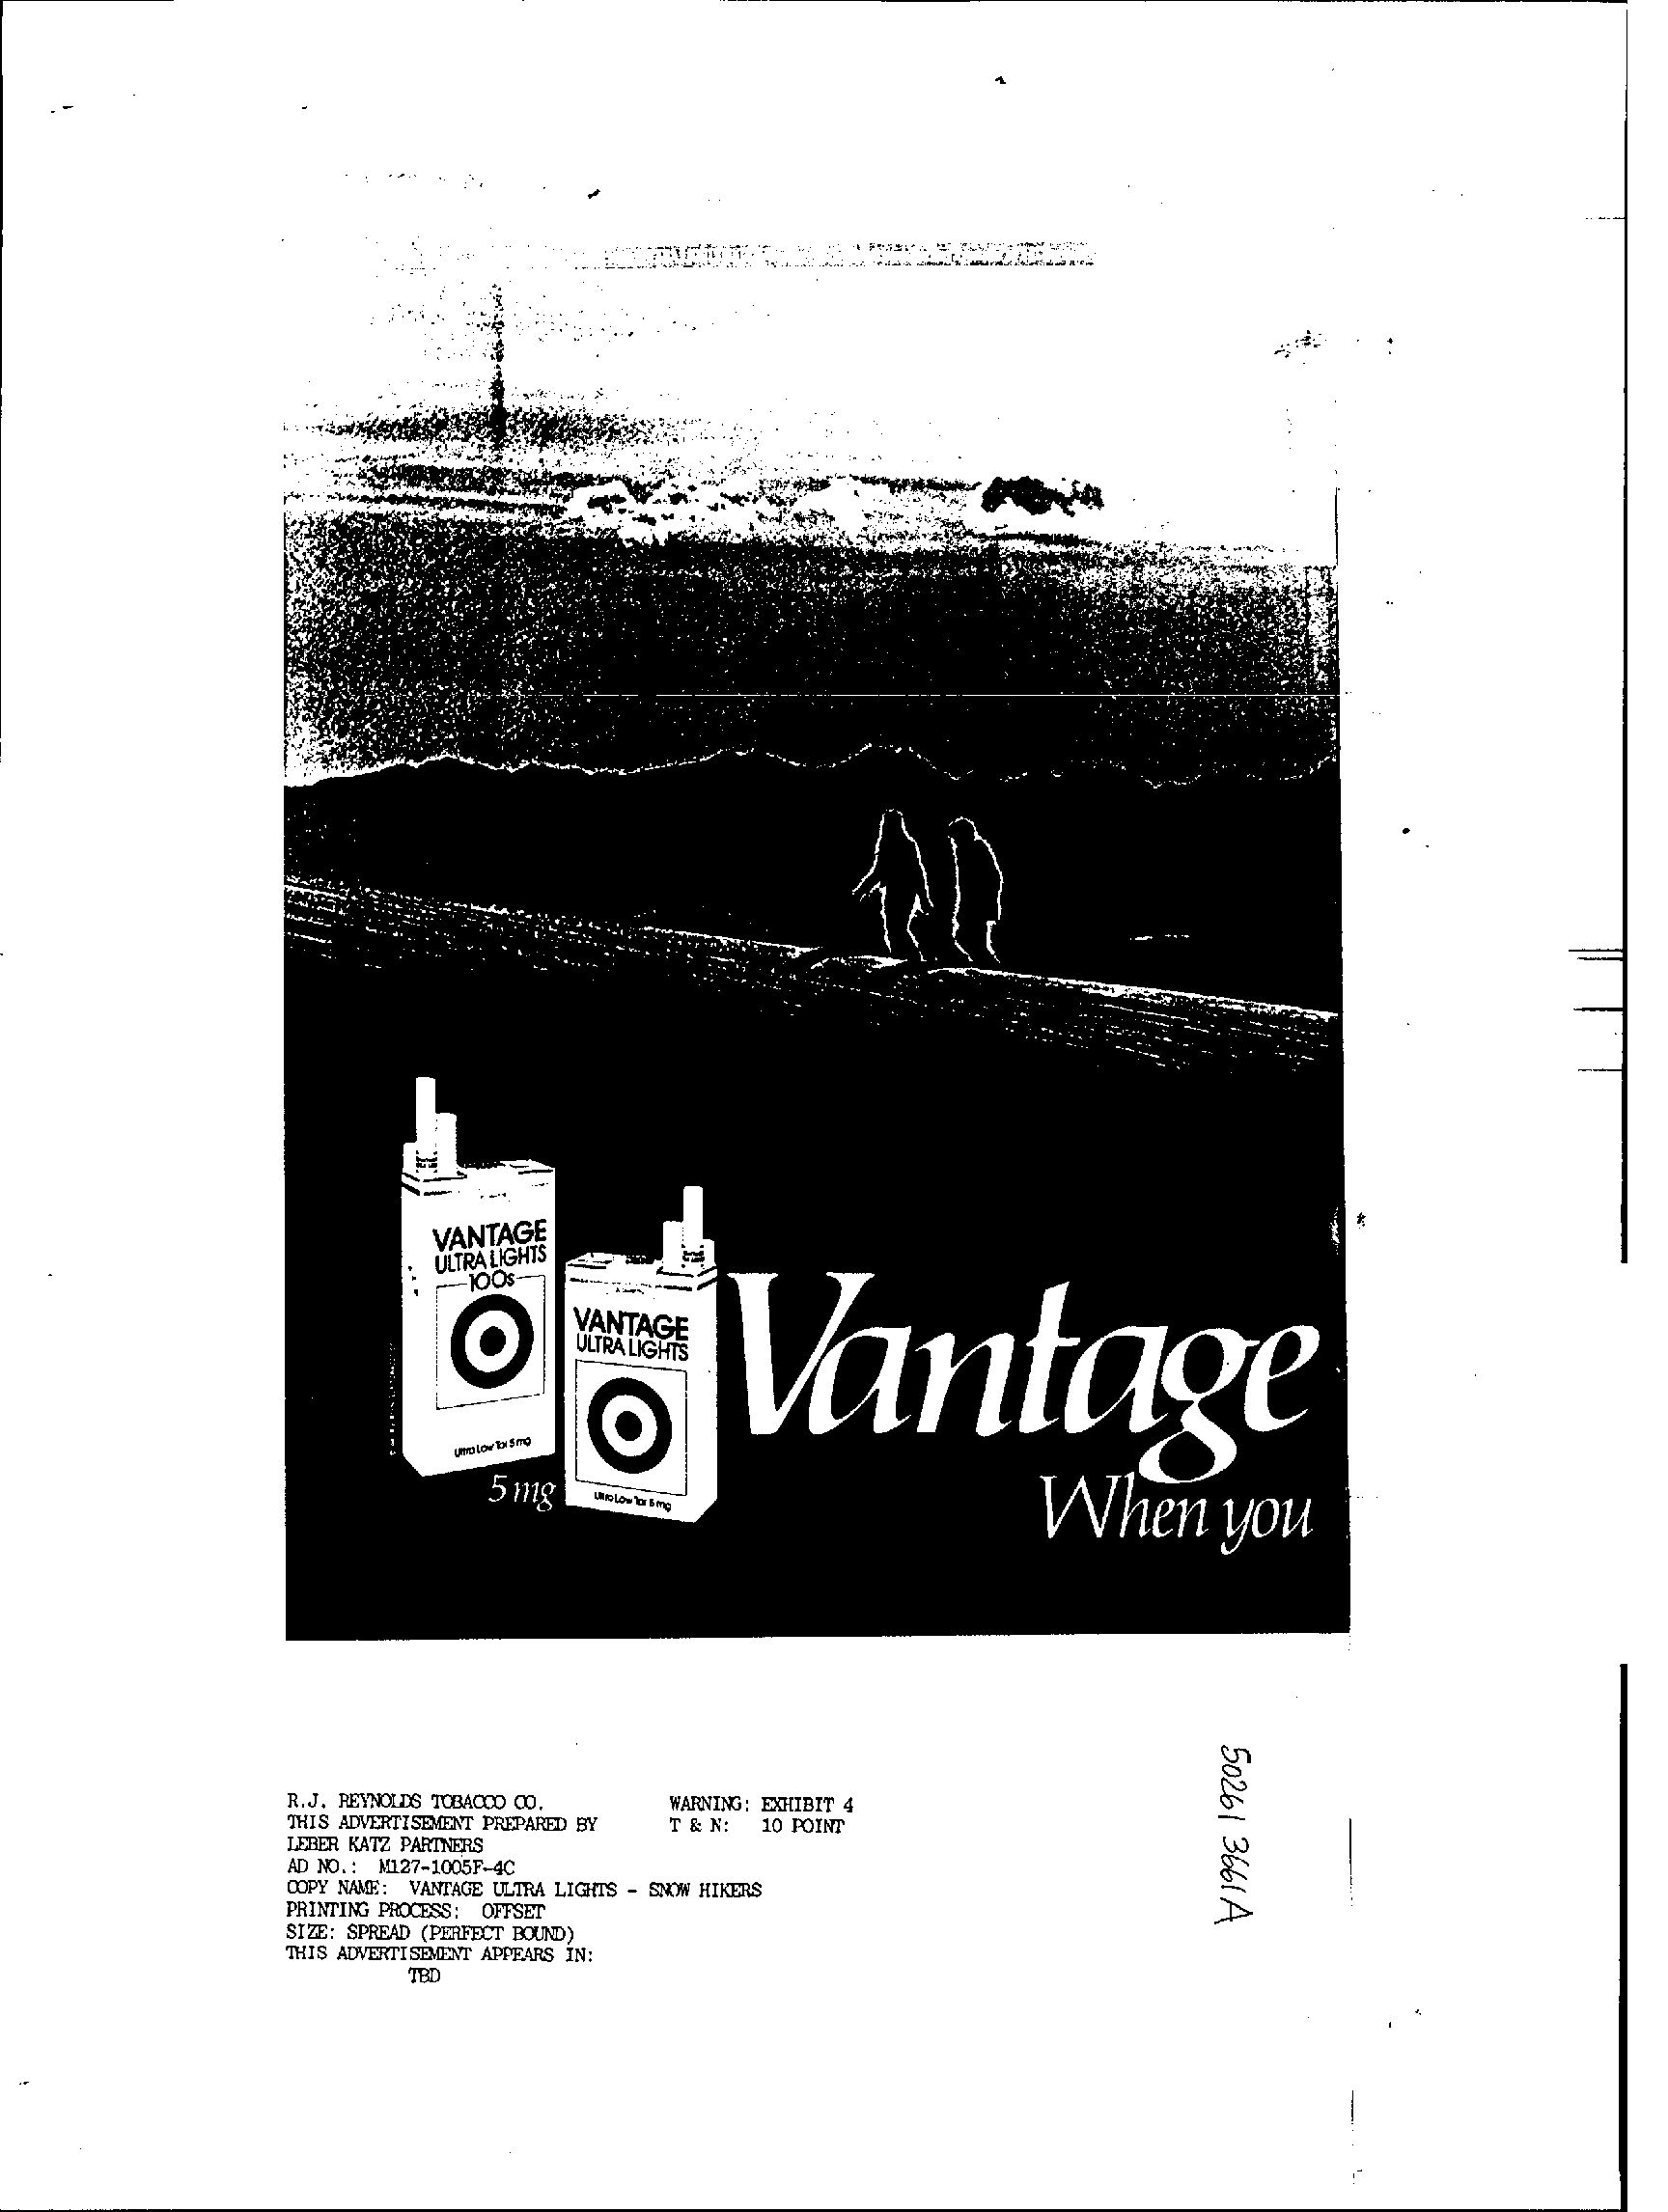 VANTAGE
ULTRA LIGHTS
100s
Ultra Low Tar 5 mg
VANTAGE
ULTRA LIGHTS
Ultra Low Tar 5 mg
5 mg
Vantage
When you
R.J. REYNOLDS TOBACCO CO.
THIS ADVERTISEMENT PREPARED BY
LEBER KATZ PARTNERS
AD NO.: M127-1005F-4C
COPY NAME: VANTAGE ULTRA LIGHTS - SNOW HIKERS
PRINTING PROCESS: OFFSET
SIZE: SPREAD (PERFECT BOUND)
THIS ADVERTISEMENT APPEARS IN:
TBD
WARNING: EXHIBIT 4
T & N: 10 POINT
50261 3661A